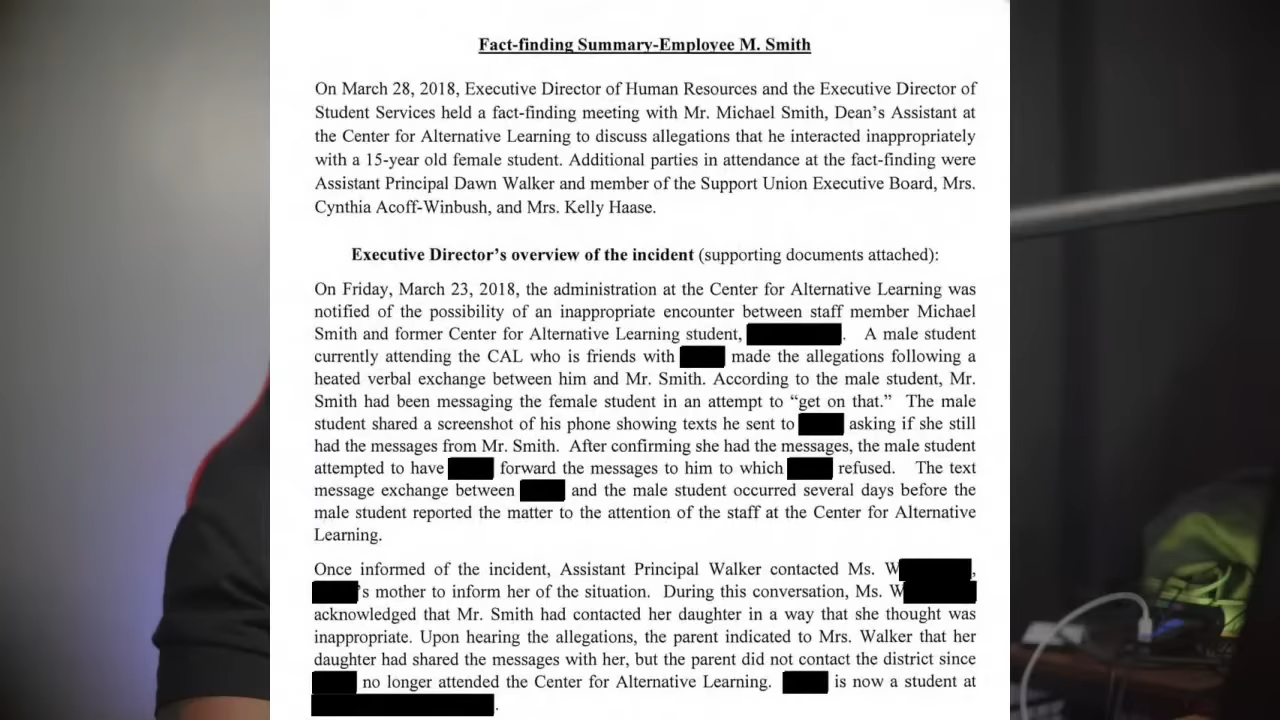 Fact-finding Summary-Employee M. Smith
On March 28, 2018, Executive Director of Human Resources and the Executive Director of
Student Services held a fact-finding meeting with Mr. Michael Smith, Dean's Assistant at
the Center for Alternative Learning to discuss allegations that he interacted inappropriately
with a 15-year old female student. Additional parties in attendance at the fact-finding were
Assistant Principal Dawn Walker and member of the Support Union Executive Board, Mrs.
Cynthia Acoff-Winbush, and Mrs. Kelly Haase.
Executive Director's overview of the incident (supporting documents attached):
On Friday, March 23, 2018, the administration at the Center for Alternative Learning was
notified of the possibility of an inappropriate encounter between staff member Michael
Smith and former Center for Alternative Learning student, . A male student
currently attending the CAL who is friends with made the allegations following a
heated verbal exchange between him and Mr. Smith. According to the male student, Mr.
Smith had been messaging the female student in an attempt to "get on that." The male
student shared a screenshot of his phone showing texts he sent to asking if she still
had the messages from Mr. Smith. After confirming she had the messages, the male student
attempted to have forward the messages to him to which refused. The text
message exchange between and the male student occurred several days before the
male student reported the matter to the attention of the staff at the Center for Alternative
Learning.
Once informed of the incident, Assistant Principal Walker contacted Ms. W ,
's mother to inform her of the situation. During this conversation, Ms. W
acknowledged that Mr. Smith had contacted her daughter in a way that she thought was
inappropriate. Upon hearing the allegations, the parent indicated to Mrs. Walker that her
daughter had shared the messages with her, but the parent did not contact the district since
no longer attended the Center for Alternative Learning. is now a student at
.